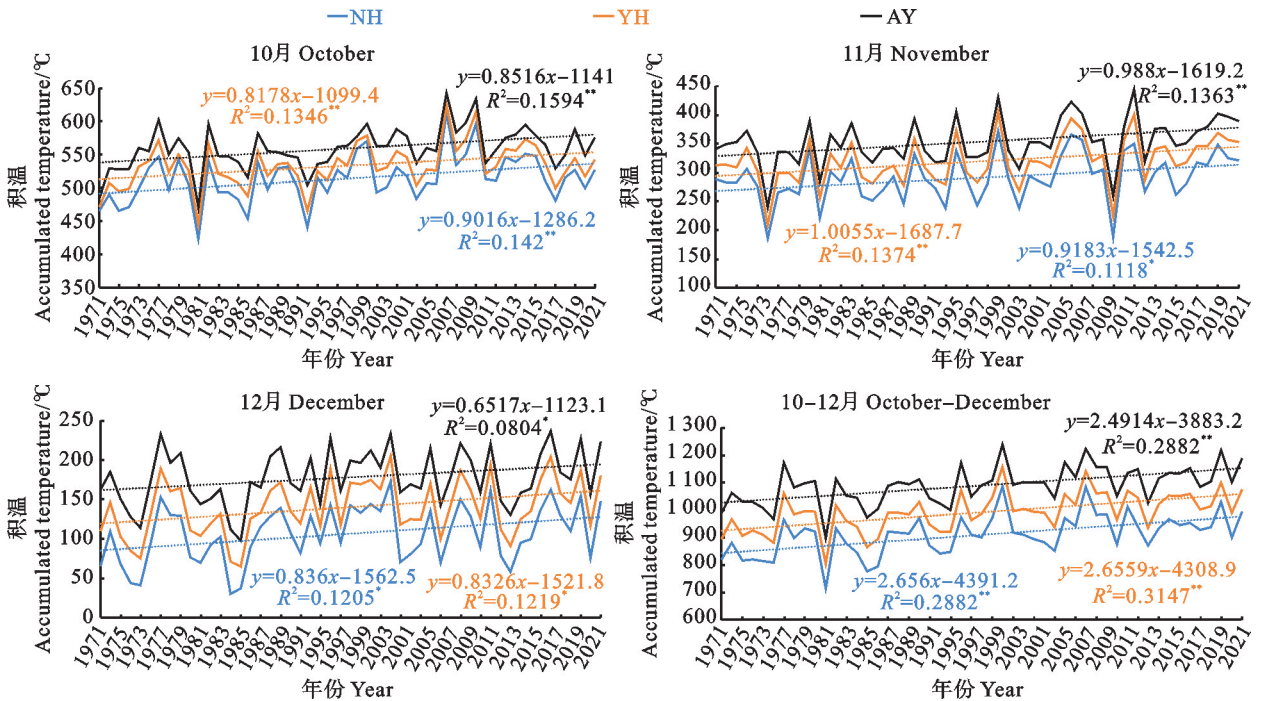 NH YH AY
10月 October
y=0.8516x−1141
R²=0.1594**
y=0.8178x−1099.4
R²=0.1346**
y=0.9016x−1286.2
R²=0.142**
积温
Accumulated temperature/℃
650
600
550
500
450
400
350
1971 1975 1973 1977 1979 1981 1983 1985 1987 1989 1991 1993 1995 1997 1999 2003 2001 2005 2007 2009 2011 2013 2015 2017 2019 2021
年份 Year
11月 November
y=0.988x−1619.2
R²=0.1363**
y=1.0055x−1687.7
R²=0.1374**
y=0.9183x−1542.5
R²=0.1118*
积温
Accumulated temperature/℃
450
400
350
300
250
200
150
100
1971 1975 1973 1977 1979 1981 1983 1985 1987 1989 1991 1993 1995 1997 1999 2003 2001 2005 2007 2009 2011 2013 2015 2017 2019 2021
年份 Year
12月 December
y=0.6517x−1123.1
R²=0.0804*
y=0.836x−1562.5
R²=0.1205*
y=0.8326x−1521.8
R²=0.1219*
积温
Accumulated temperature/℃
250
200
150
100
50
0
1971 1975 1973 1977 1979 1981 1983 1985 1987 1989 1991 1993 1995 1997 1999 2003 2001 2005 2007 2009 2011 2013 2015 2017 2019 2021
年份 Year
10−12月 October−December
y=2.4914x−3883.2
R²=0.2882**
y=2.656x−4391.2
R²=0.2882**
y=2.6559x−4308.9
R²=0.3147**
积温
Accumulated temperature/℃
1 300
1 200
1 100
1 000
900
800
700
600
1971 1975 1973 1977 1979 1981 1983 1985 1987 1989 1991 1993 1995 1997 1999 2003 2001 2005 2007 2009 2011 2013 2015 2017 2019 2021
年份 Year